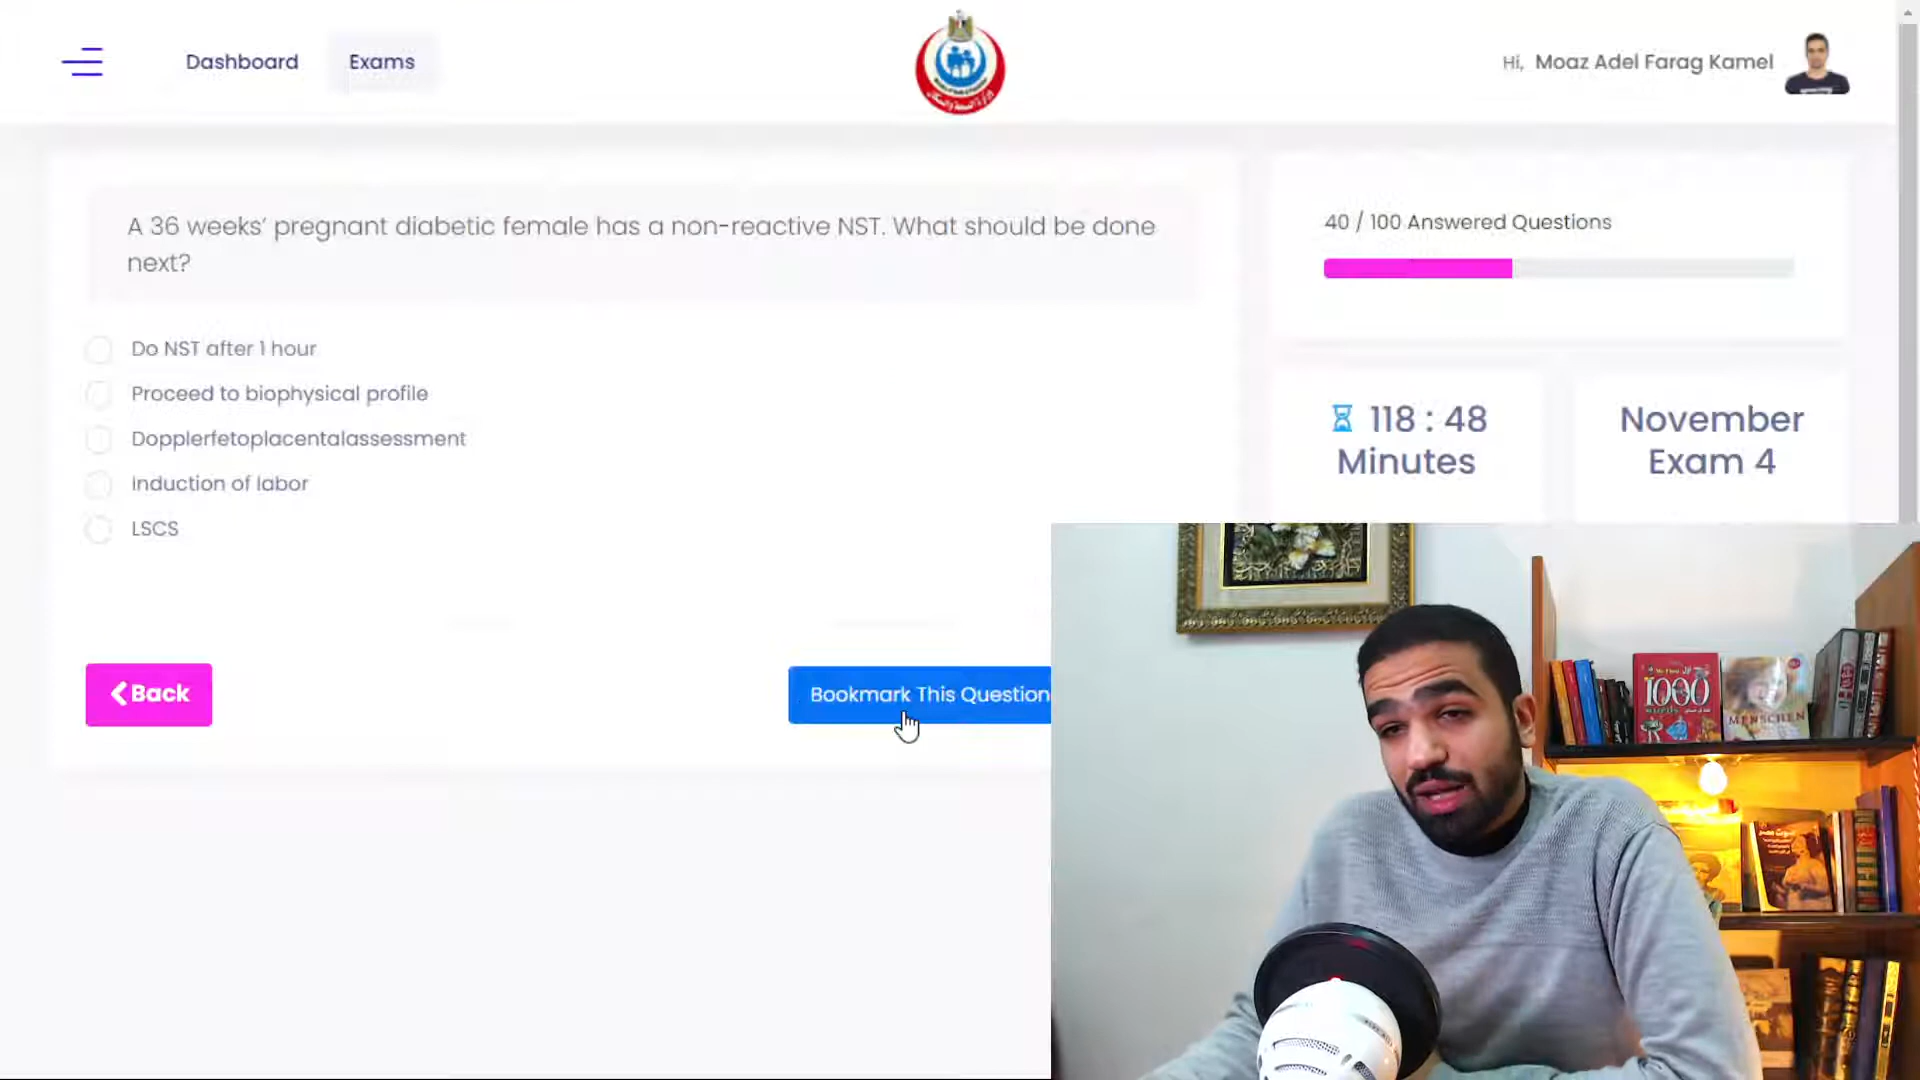 Dashboard
Exams
Hi, Moaz Adel Farag Kamel
A 36 weeks’ pregnant diabetic female has a non-reactive NST. What should be done
next?
Do NST after 1 hour
Proceed to biophysical profile
Dopplerfetoplacentalassessment
induction of labor
LSCS
Back
Bookmark This Question
40 / 100 Answered Questions
118 : 48
Minutes
November
Exam 4
1000
words
MENSCHEN